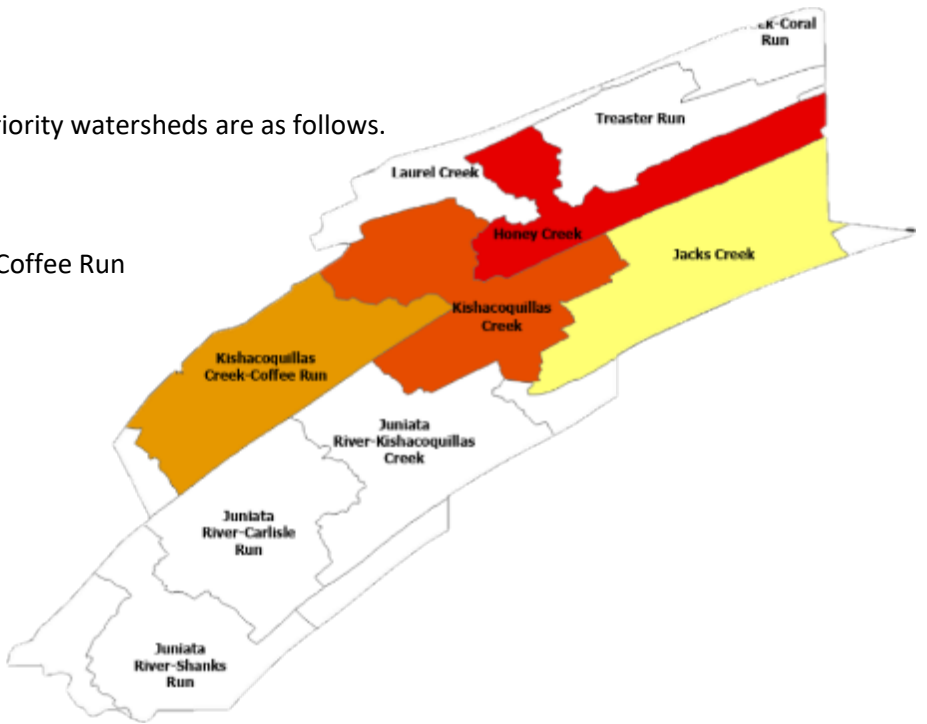 Run
Treaster Run
riority watersheds are as follows.
Laurel Creek
Honey Creek
Jacks Creek
Coffee Run
Kishacoquillas
Creek
Kishacoquillas
Creek-Coffee Run
Juniata
River-Kishacoquillas
Creek
Juniata
River-Carlisle
Run
Juniata
River-Shanks
Run